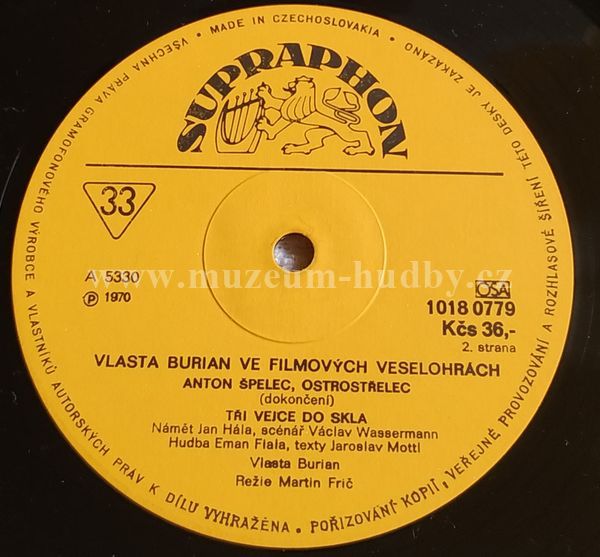 MADE IN CZECHOSLOVAKIA • VŠECHNA PRÁVA GRAMOFONOVÉHO VÝROBCE A VLASTNÍKŮ AUTORSKÝCH PRÁV K DÍLU VYHRAŽENA. • POŘIZOVÁNÍ KOPIÍ, VEŘEJNÉ PROVOZOVÁNÍ A ROZHLASOVÉ ŠÍŘENÍ TÉTO DESKY JE ZAKÁZÁNO •
SUPRAPHON
33
A 5330
℗ 1970
www.muzeum-hudby.cz
OSA
1018 0779
Kčs 36,-
2. strana
VLASTA BURIAN VE FILMOVÝCH VESELOHRÁCH
ANTON ŠPELEC, OSTROSTŘELEC
(dokončení)
TŘI VEJCE DO SKLA
Námět Jan Hála, scénář Václav Wassermann
Hudba Eman Fiala, texty Jaroslav Mottl
Vlasta Burian
Režie Martin Frič